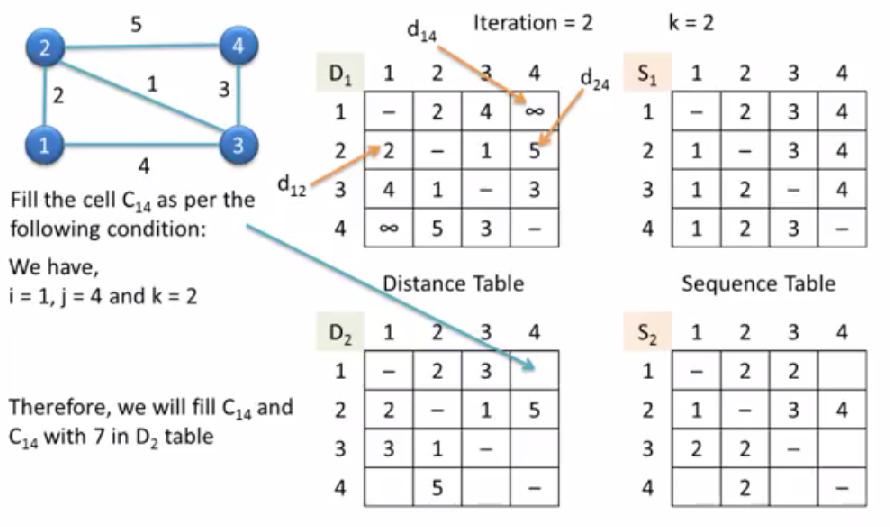 Iteration = 2 k = 2
d14
d24
d12
5
2 4
2 1 3
1 3
4
D1 1 2 3 4
1 – 2 4 ∞
2 2 – 1 5
3 4 1 – 3
4 ∞ 5 3 –
S1 1 2 3 4
1 – 2 3 4
2 1 – 3 4
3 1 2 – 4
4 1 2 3 –
Fill the cell C14 as per the
following condition:
We have,
i = 1, j = 4 and k = 2
Distance Table
Sequence Table
D2 1 2 3 4
1 – 2 3
2 2 – 1 5
3 3 1 –
4 5 –
S2 1 2 3 4
1 – 2 2
2 1 – 3 4
3 2 2 –
4 2 –
Therefore, we will fill C14 and
C14 with 7 in D2 table